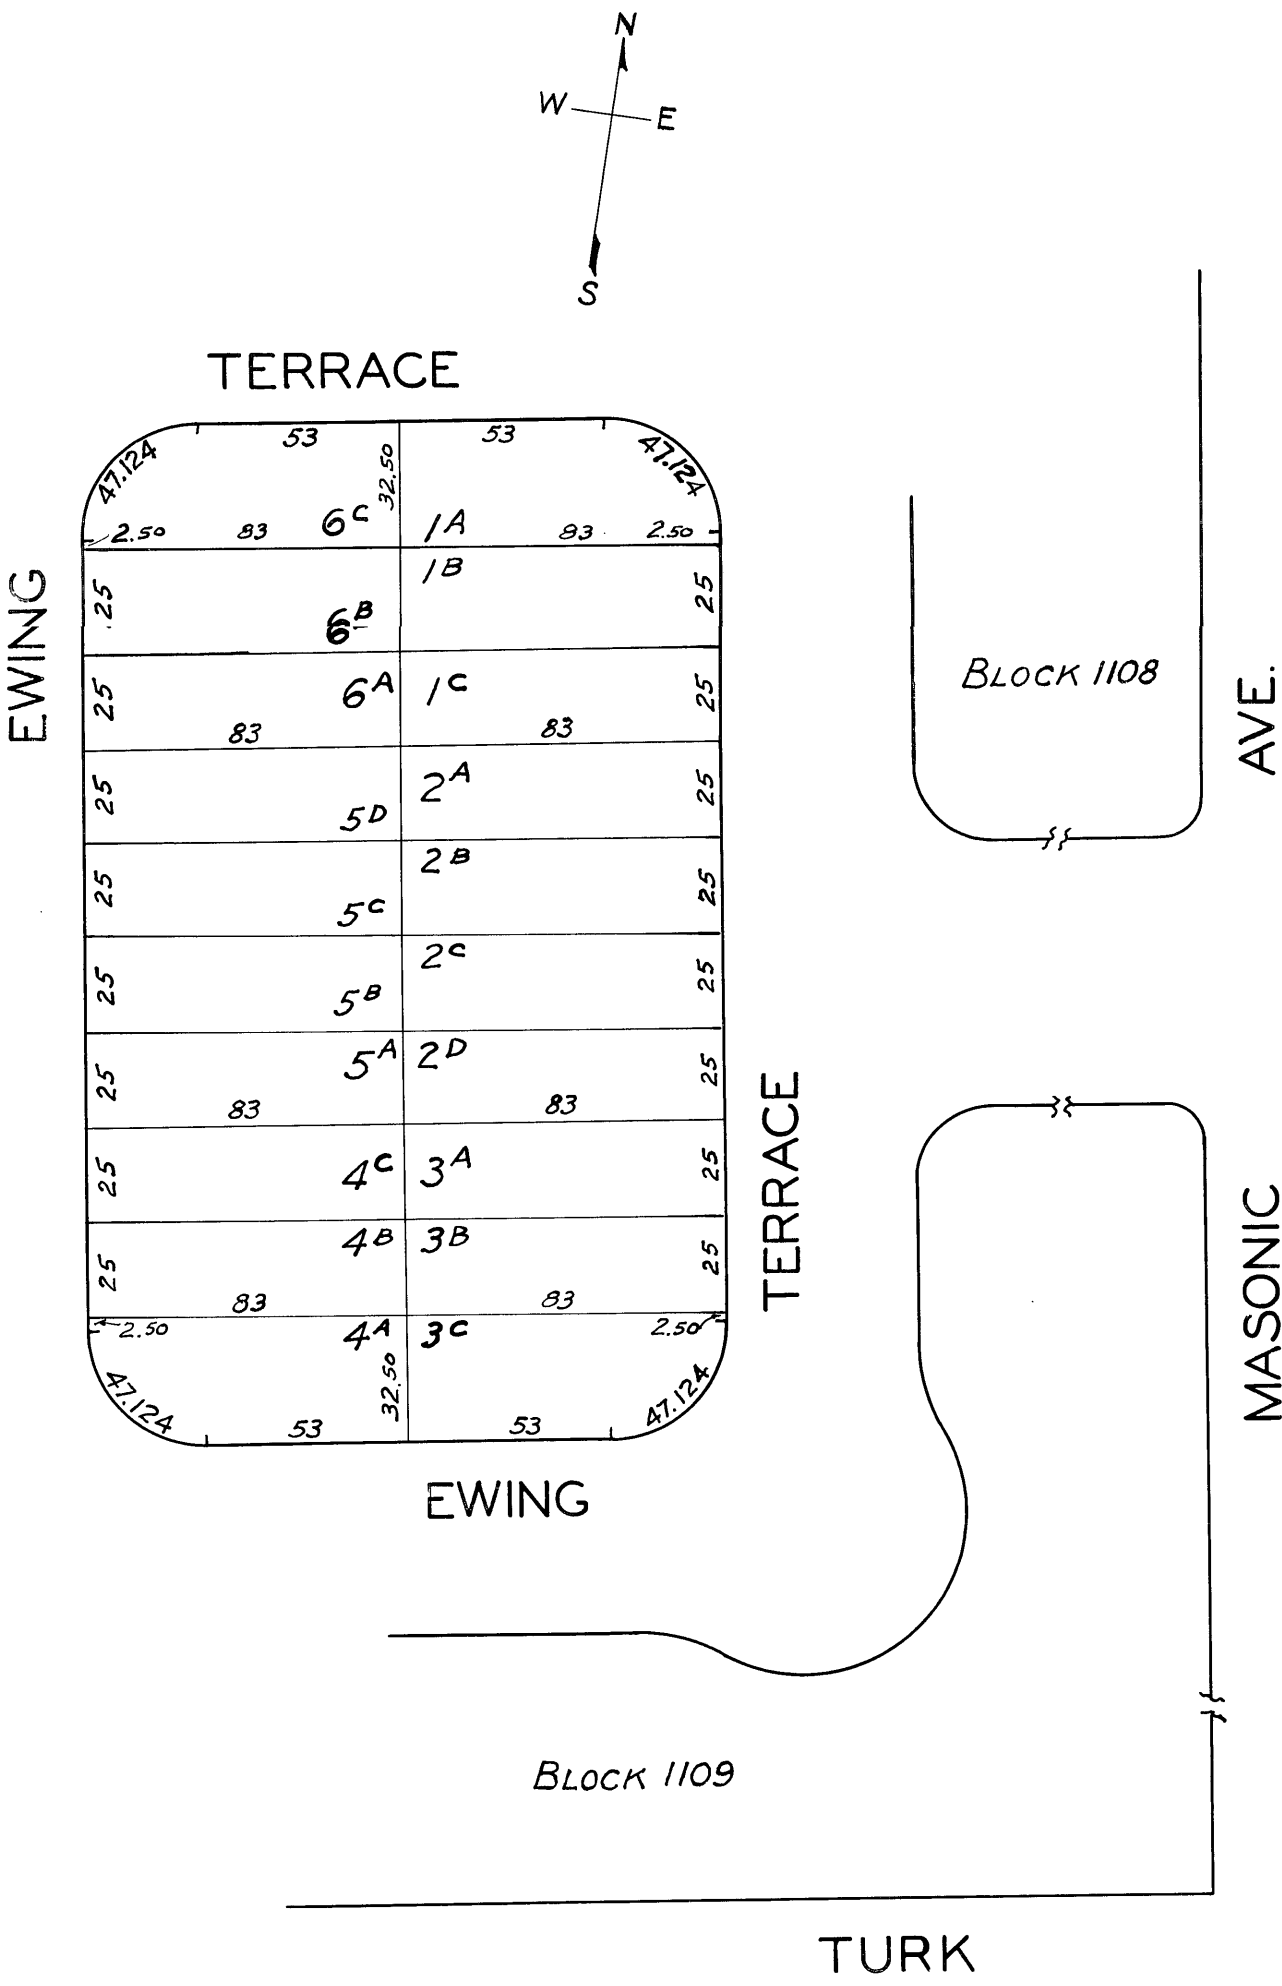 N
W E
S
TERRACE
53 53
47.124 47.124
32.50
6C 1A
2.50 83 83 2.50
1B
25 25
6B
EWING
6A 1C
25 25
83 83
BLOCK 1108
AVE.
2A
25 25
5D
2B
25 25
5C
2C
25 25
5B
5A 2D
25 25
83 83
TERRACE
4C 3A
25 25
4B 3B
25 25
83 83
2.50 4A 3C 2.50
32.50
47.124 47.124
53 53
MASONIC
EWING
BLOCK 1109
TURK